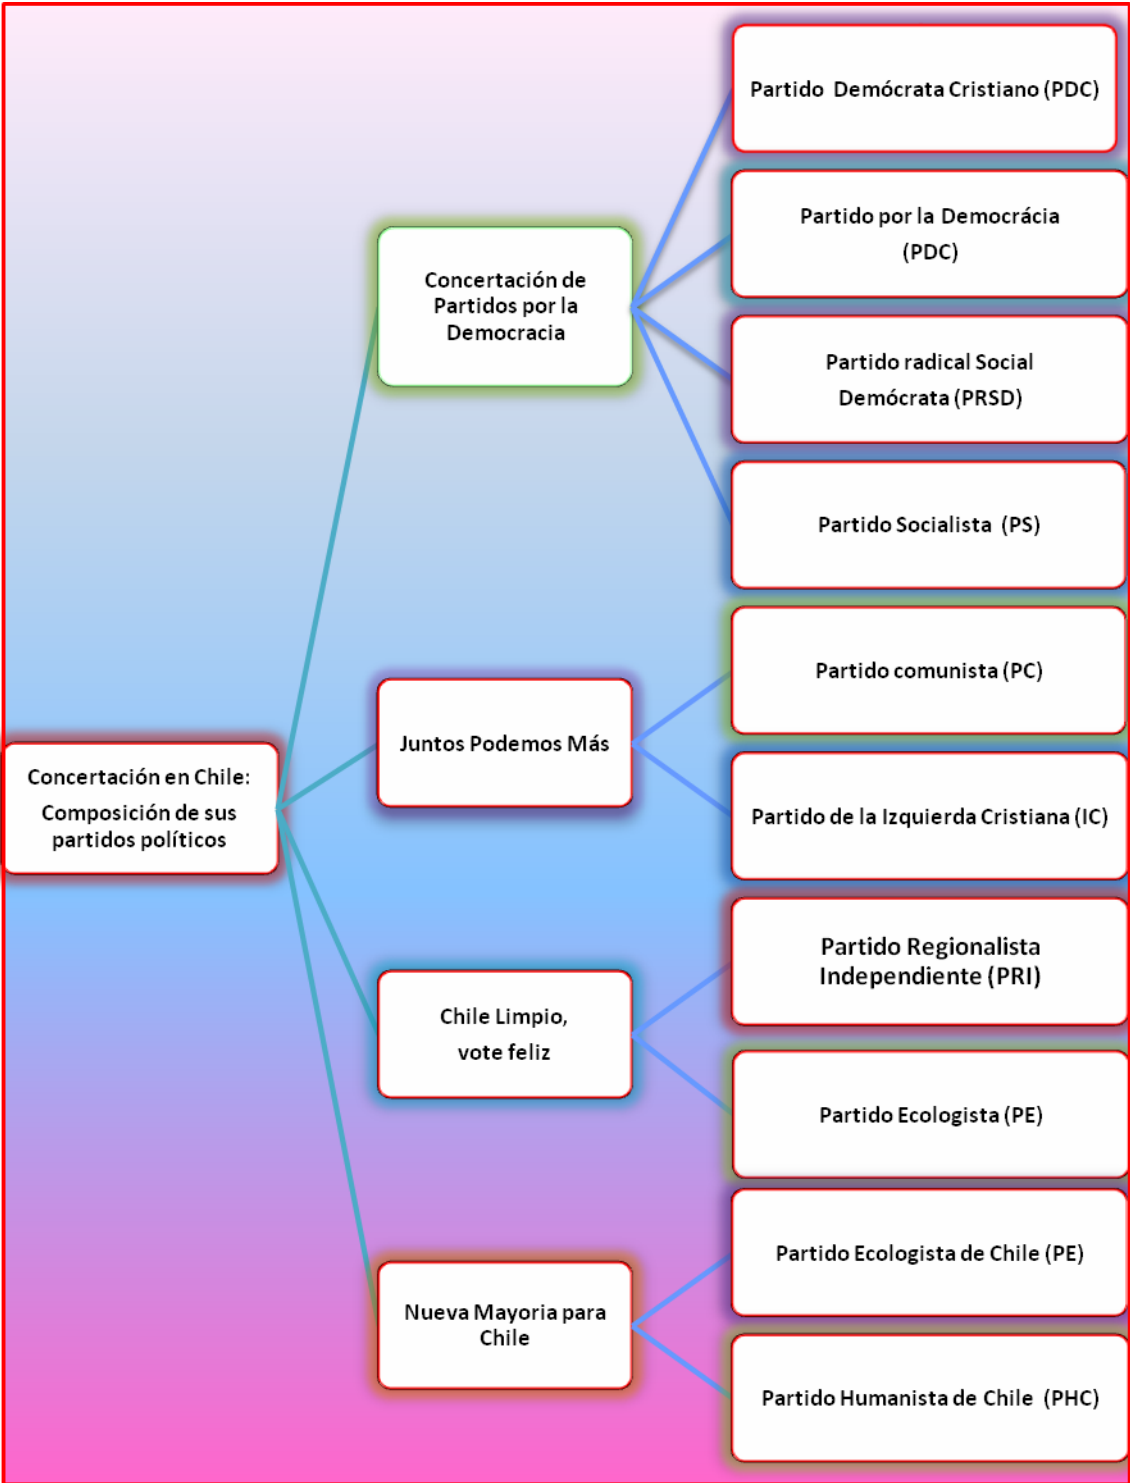 Concertación en Chile:
Composición de sus
partidos políticos
Concertación de
Partidos por la
Democracia
Partido Demócrata Cristiano (PDC)
Partido por la Democrácia
(PDC)
Partido radical Social
Demócrata (PRSD)
Partido Socialista (PS)
Juntos Podemos Más
Partido comunista (PC)
Partido de la Izquierda Cristiana (IC)
Chile Limpio,
vote feliz
Partido Regionalista
Independiente (PRI)
Partido Ecologista (PE)
Nueva Mayoria para
Chile
Partido Ecologista de Chile (PE)
Partido Humanista de Chile (PHC)